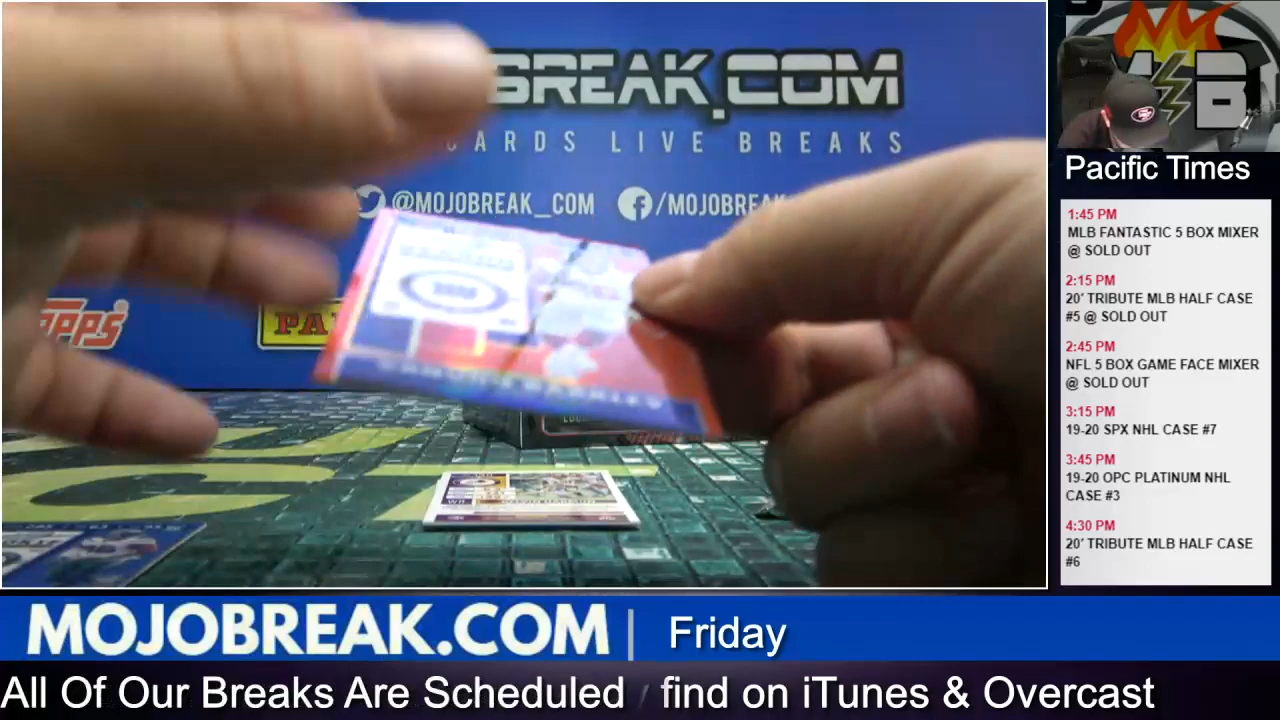 BREAK.COM
CARDS LIVE BREAKS
@MOJOBREAK_COM
/MOJOBREAK
TOPPS
PA
B
Pacific Times
1:45 PM
MLB FANTASTIC 5 BOX MIXER
@ SOLD OUT
2:15 PM
20' TRIBUTE MLB HALF CASE
#5 @ SOLD OUT
2:45 PM
NFL 5 BOX GAME FACE MIXER
@ SOLD OUT
3:15 PM
19-20 SPX NHL CASE #7
3:45 PM
19-20 OPC PLATINUM NHL
CASE #3
4:30 PM
20' TRIBUTE MLB HALF CASE
#6
MOJOBREAK.COM | Friday
All Of Our Breaks Are Scheduled / find on iTunes & Overcast